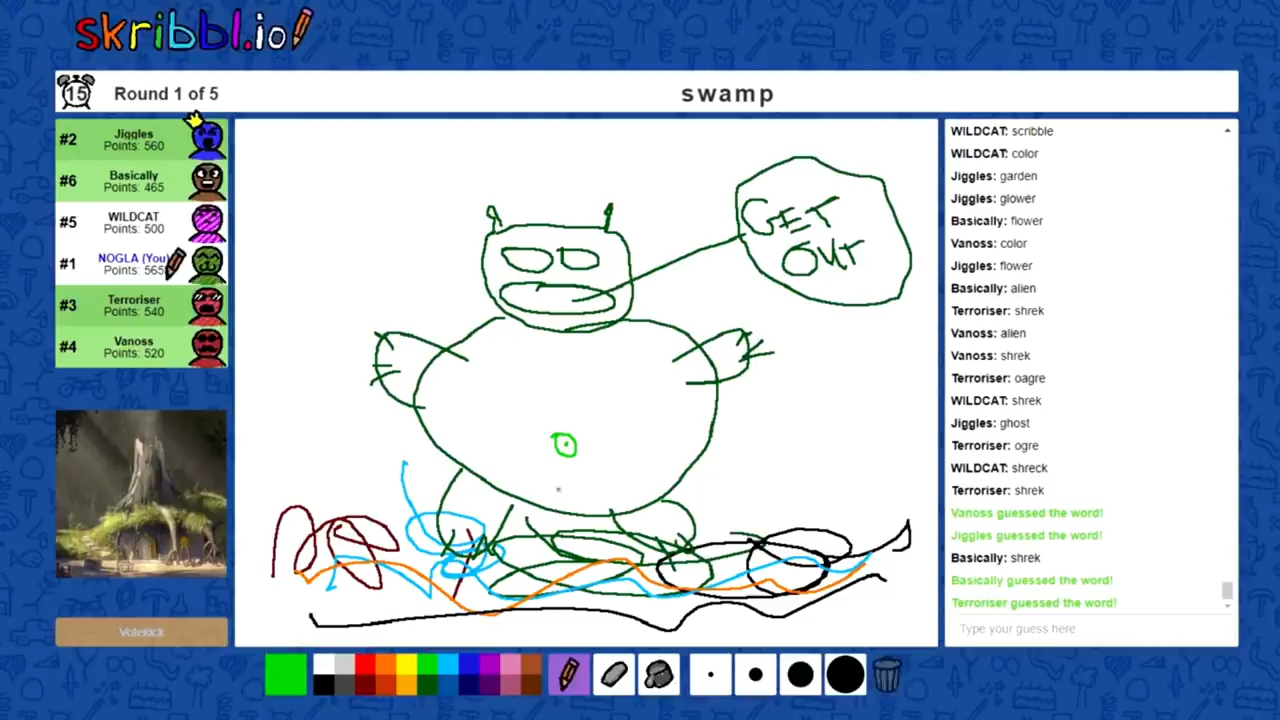 skribbl.io
15
Round 1 of 5
swamp
#2
Jiggles
Points: 560
#6
Basically
Points: 465
#5
WILDCAT
Points: 500
#1
NOGLA (You)
Points: 565
#3
Terroriser
Points: 540
#4
Vanoss
Points: 520
Votekick
GET
OUT
WILDCAT: scribble
WILDCAT: color
Jiggles: garden
Jiggles: glower
Basically: flower
Vanoss: color
Jiggles: flower
Basically: alien
Terroriser: shrek
Vanoss: alien
Vanoss: shrek
Terroriser: oagre
WILDCAT: shrek
Jiggles: ghost
Terroriser: ogre
WILDCAT: shreck
Terroriser: shrek
Vanoss guessed the word!
Jiggles guessed the word!
Basically: shrek
Basically guessed the word!
Terroriser guessed the word!
Type your guess here